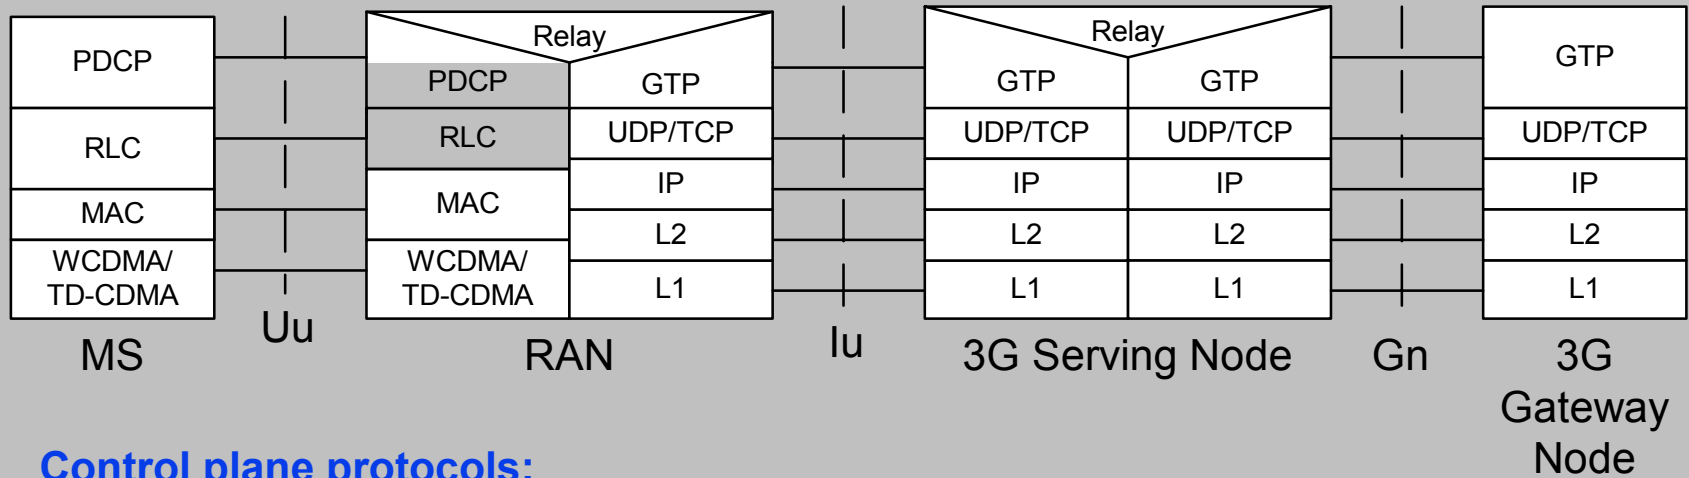 Relay
Relay
PDCP
GTP
PDCP
GTP
GTP
GTP
RLC
RLC
UDP/TCP
UDP/TCP
UDP/TCP
UDP/TCP
MAC
MAC
IP
IP
IP
IP
L2
L2
L2
L2
WCDMA/
TD-CDMA
WCDMA/
TD-CDMA
L1
L1
L1
L1
MS
Uu
RAN
Iu
3G Serving Node
Gn
3G
Gateway
Node
Control plane protocols: